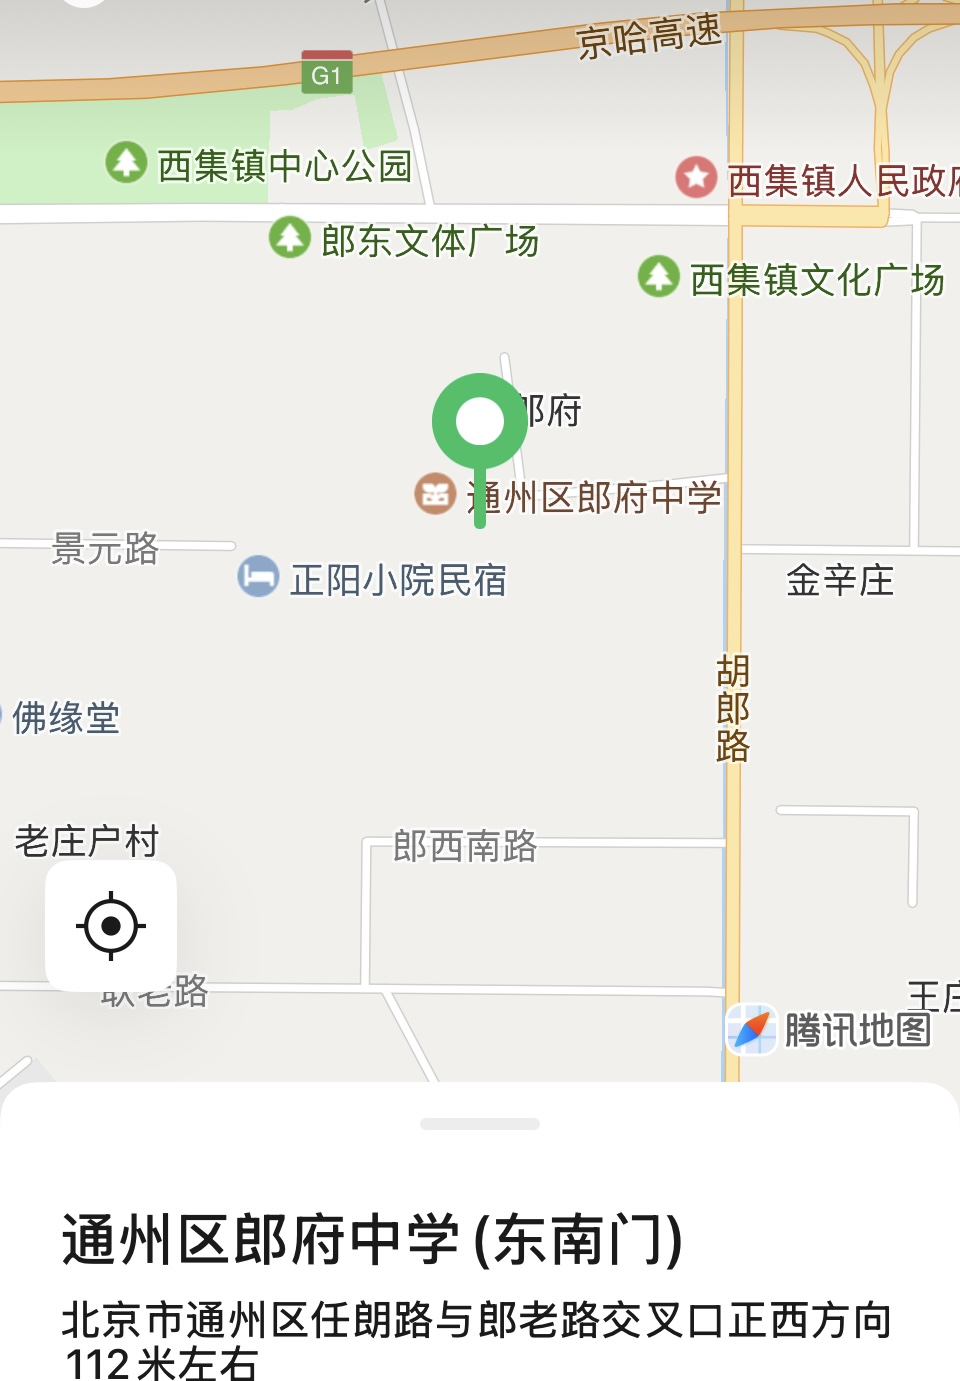 京哈高速
G1
西集镇中心公园
西集镇人民政府
郎东文体广场
西集镇文化广场
郎府
通州区郎府中学
景元路
正阳小院民宿
金辛庄
胡郎路
佛缘堂
老庄户村
郎西南路
老路
腾讯地图
通州区郎府中学(东南门)
北京市通州区任朗路与郎老路交叉口正西方向
112米左右